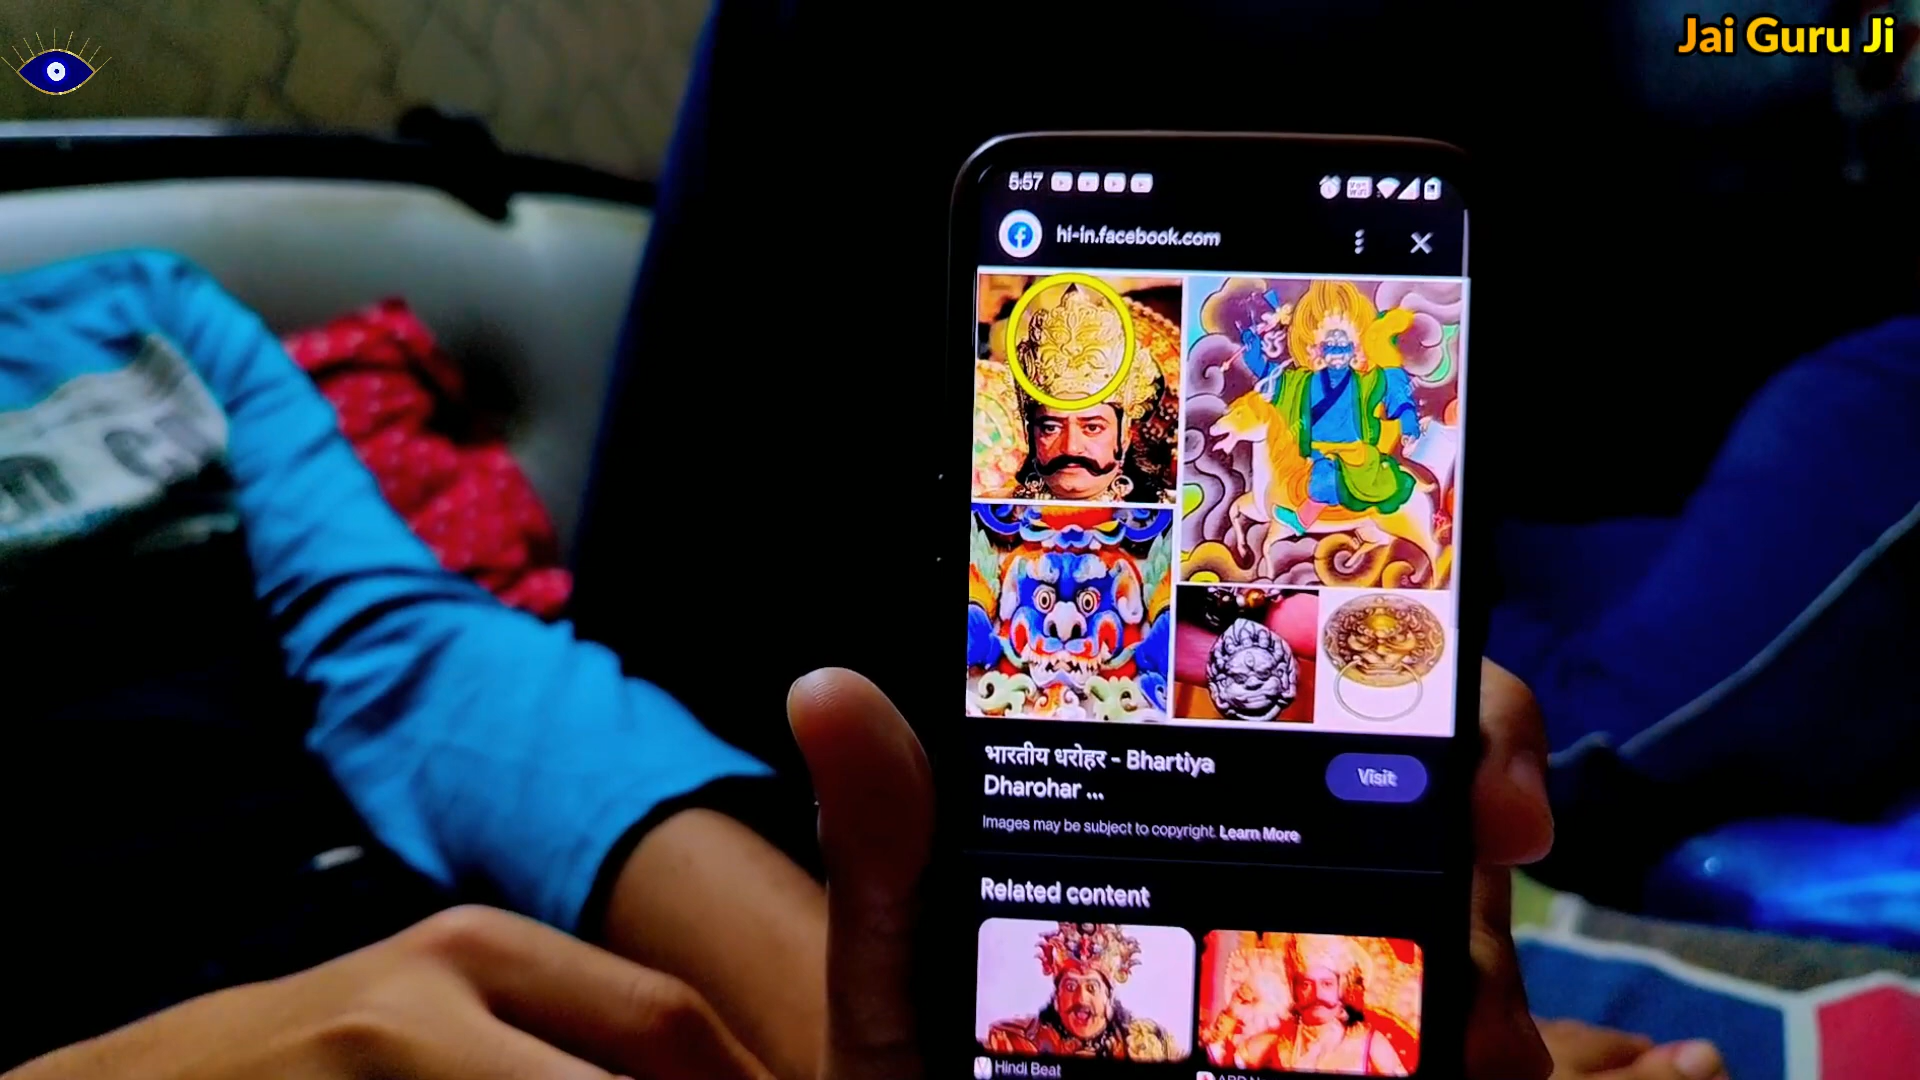 Jai Guru Ji
5:57
hi-in.facebook.com
भारतीय धरोहर - Bhartiya
Dharohar ...
Visit
Images may be subject to copyright. Learn More
Related content
Hindi Beat